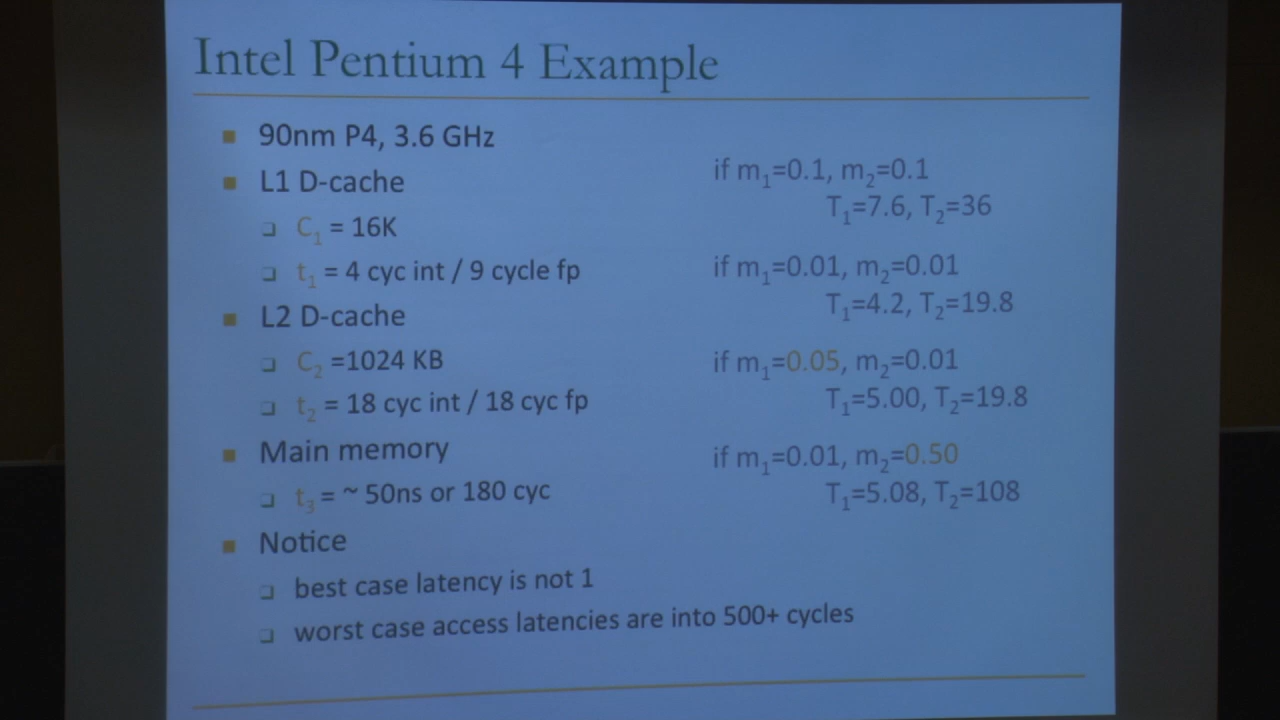 Intel Pentium 4 Example
90nm P4, 3.6 GHz
L1 D-cache
C₁ = 16K
t₁ = 4 cyc int / 9 cycle fp
L2 D-cache
C₂ =1024 KB
t₂ = 18 cyc int / 18 cyc fp
Main memory
t₃ = ~ 50ns or 180 cyc
Notice
best case latency is not 1
worst case access latencies are into 500+ cycles
if m₁=0.1, m₂=0.1
T₁=7.6, T₂=36
if m₁=0.01, m₂=0.01
T₁=4.2, T₂=19.8
if m₁=0.05, m₂=0.01
T₁=5.00, T₂=19.8
if m₁=0.01, m₂=0.50
T₁=5.08, T₂=108